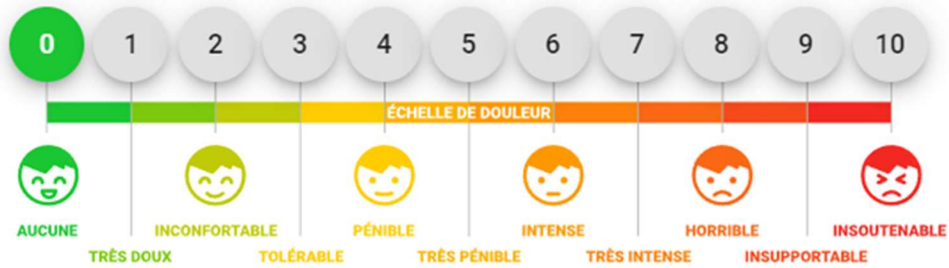 0 1 2 3 4 5 6 7 8 9 10
ÉCHELLE DE DOULEUR
AUCUNE INCONFORTABLE PÉNIBLE INTENSE HORRIBLE INSOUTENABLE
TRÈS DOUX TOLÉRABLE TRÈS PÉNIBLE TRÈS INTENSE INSUPPORTABLE